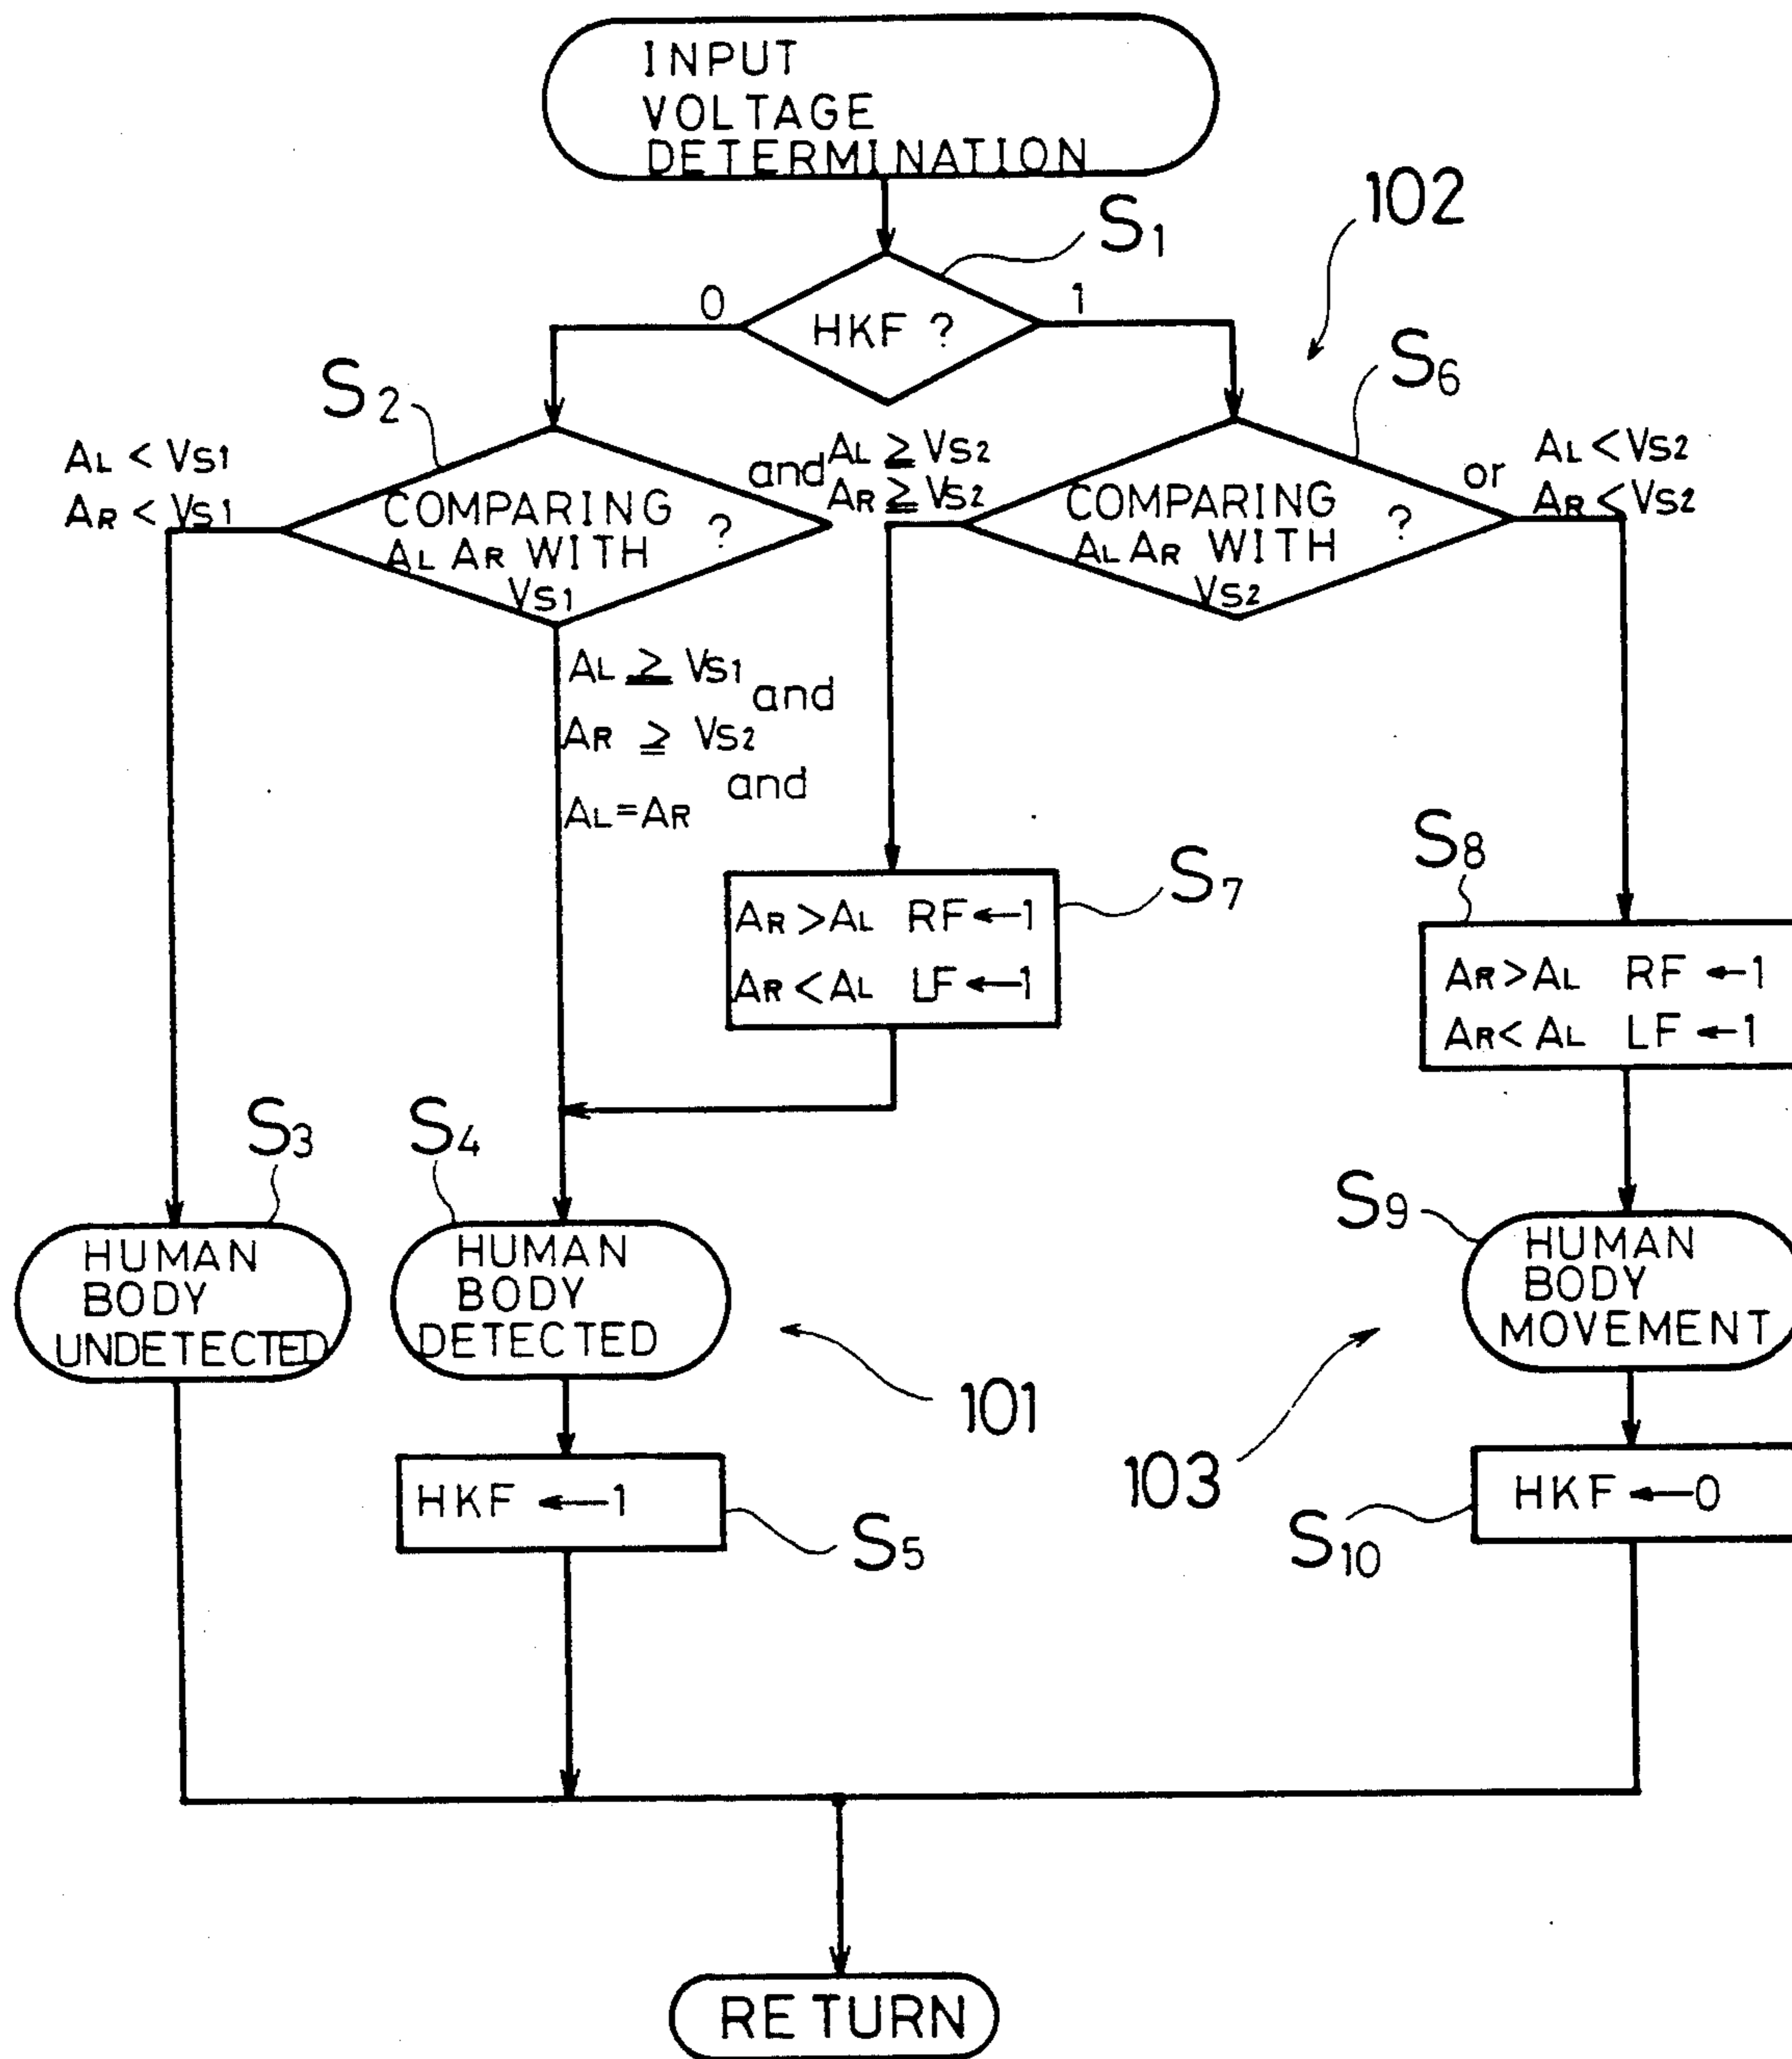 INPUT
VOLTAGE
DETERMINATION
102
S1
0
HKF ?
1
S2
S6
AL < VS1
AR < VS1
COMPARING
AL AR WITH ?
VS1
and AL ≧ VS2
AR ≧ VS2
COMPARING
AL AR WITH ?
VS2
or AL < VS2
AR < VS2
AL ≧ VS1
and
AR ≧ VS2
and
AL = AR
S7
AR > AL RF ← 1
AR < AL LF ← 1
S8
AR > AL RF ← 1
AR < AL LF ← 1
S3
HUMAN
BODY
UNDETECTED
S4
HUMAN
BODY
DETECTED
101
S9
HUMAN
BODY
MOVEMENT
103
HKF ← 1
S5
HKF ← 0
S10
RETURN